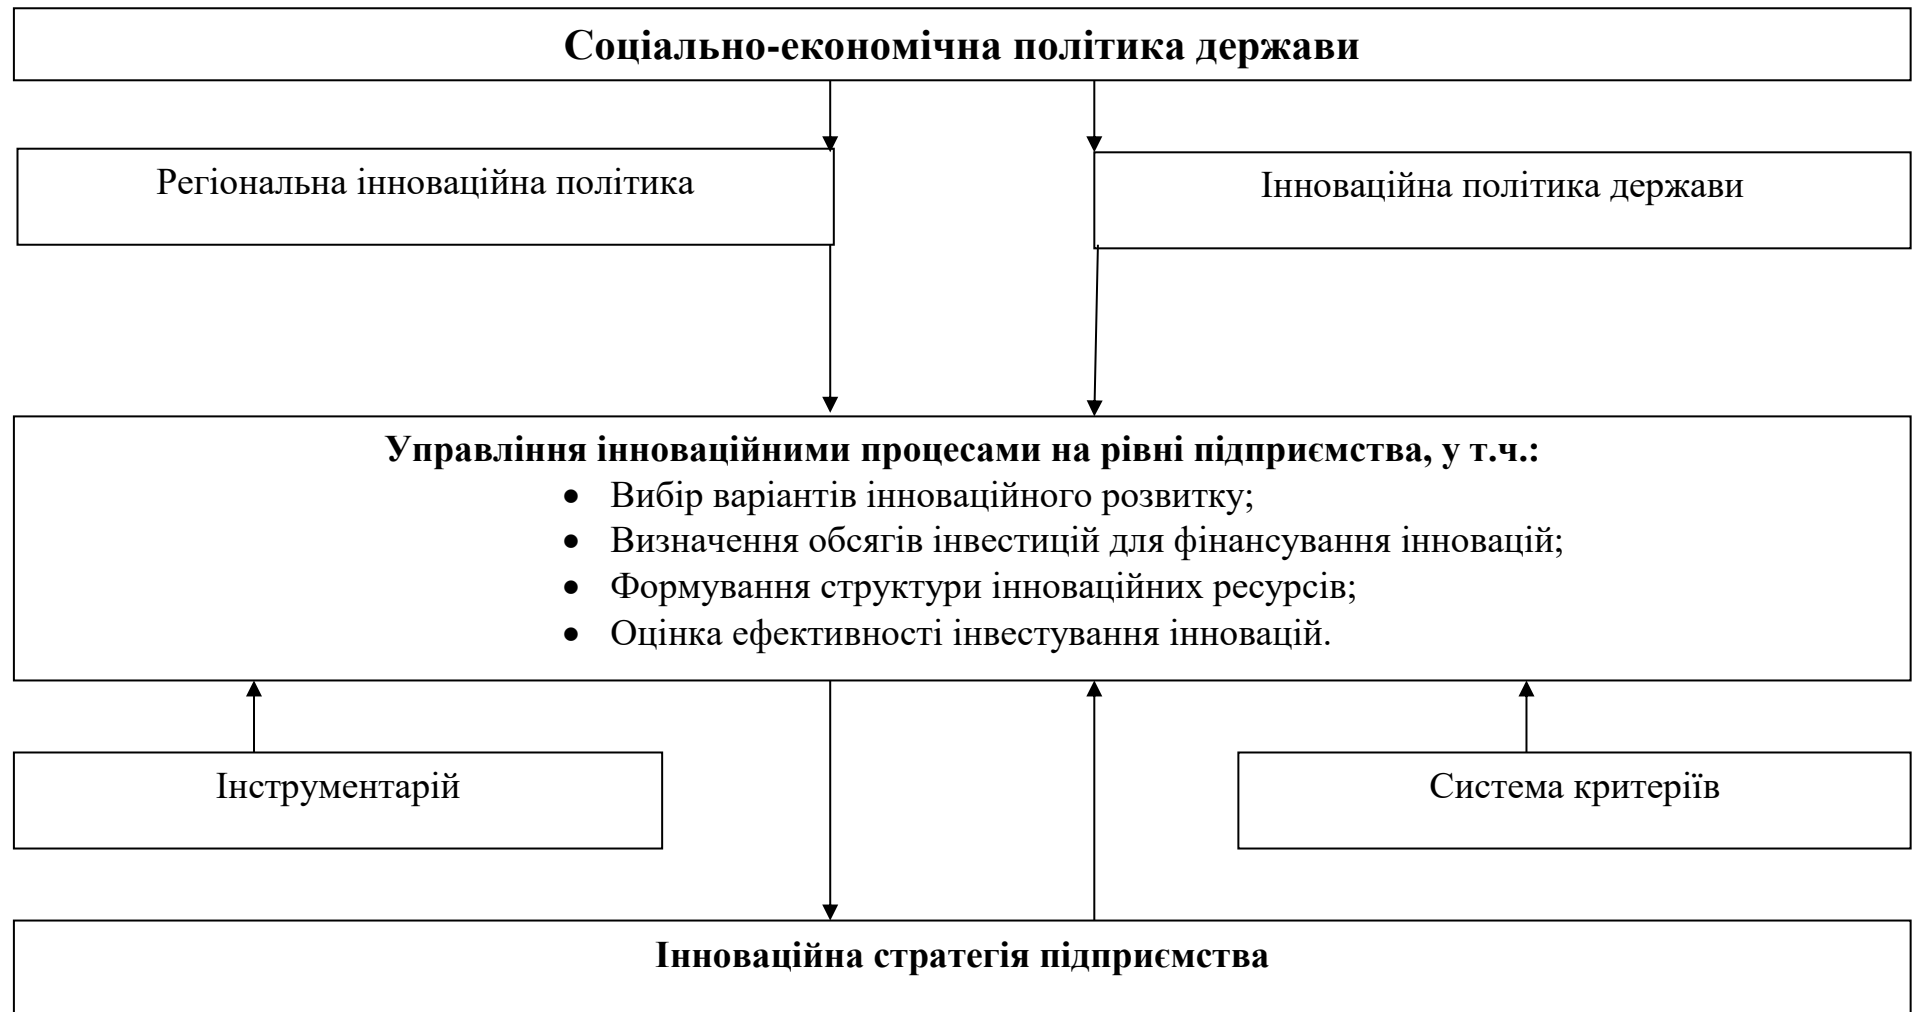 Соціально-економічна політика держави
Регіональна інноваційна політика
Інноваційна політика держави
Управління інноваційними процесами на рівні підприємства, у т.ч.:
• Вибір варіантів інноваційного розвитку;
• Визначення обсягів інвестицій для фінансування інновацій;
• Формування структури інноваційних ресурсів;
• Оцінка ефективності інвестування інновацій.
Інструментарій
Система критеріїв
Інноваційна стратегія підприємства